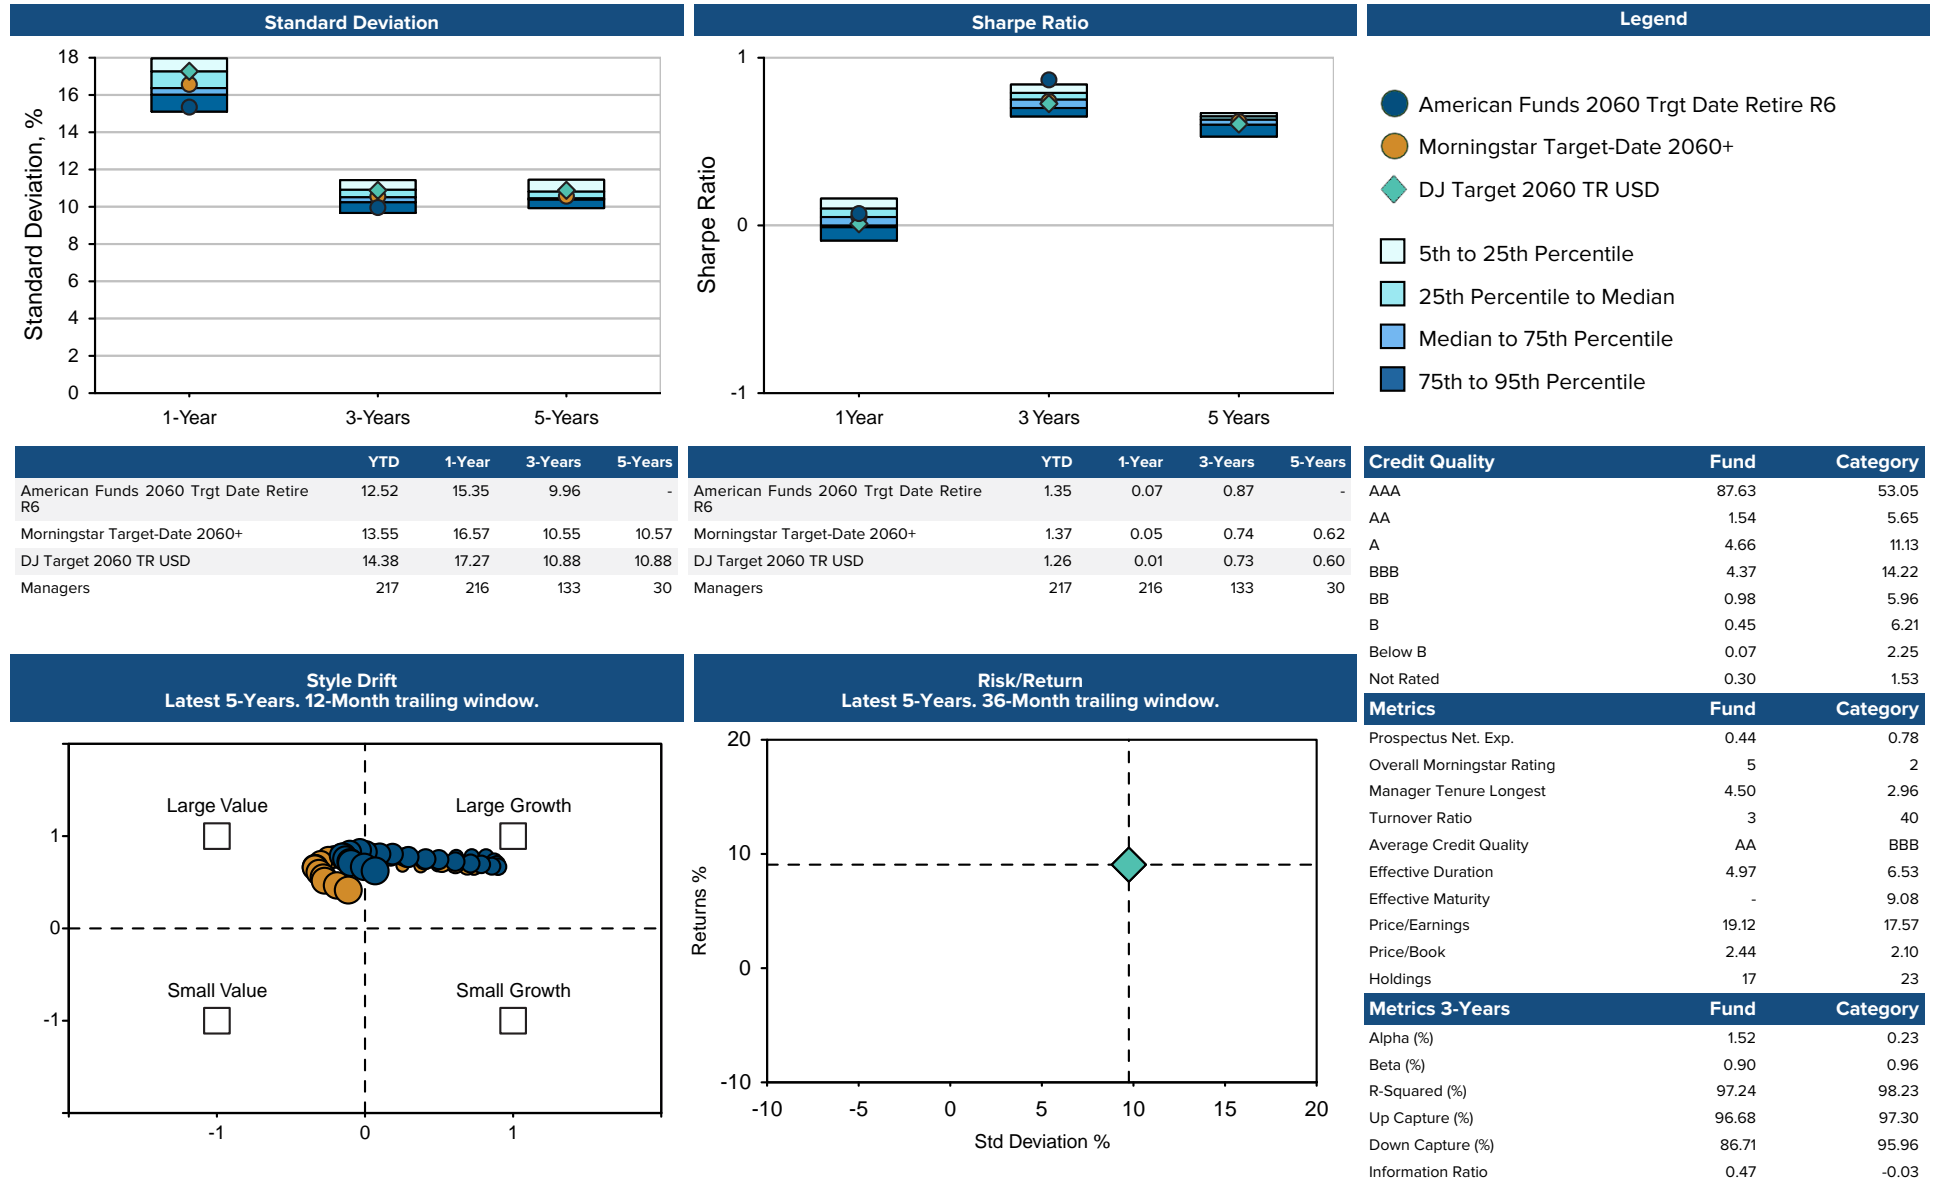 Standard Deviation
18
16
14
12
10
8
6
4
2
0
Standard Deviation, %
1-Year 3-Years 5-Years
Sharpe Ratio
1
0
-1
Sharpe Ratio
1Year 3 Years 5 Years
Legend
American Funds 2060 Trgt Date Retire R6
Morningstar Target-Date 2060+
DJ Target 2060 TR USD
5th to 25th Percentile
25th Percentile to Median
Median to 75th Percentile
75th to 95th Percentile
YTD 1-Year 3-Years 5-Years
American Funds 2060 Trgt Date Retire 12.52 15.35 9.96 -
R6
Morningstar Target-Date 2060+ 13.55 16.57 10.55 10.57
DJ Target 2060 TR USD 14.38 17.27 10.88 10.88
Managers 217 216 133 30
YTD 1-Year 3-Years 5-Years
American Funds 2060 Trgt Date Retire 1.35 0.07 0.87 -
R6
Morningstar Target-Date 2060+ 1.37 0.05 0.74 0.62
DJ Target 2060 TR USD 1.26 0.01 0.73 0.60
Managers 217 216 133 30
Credit Quality Fund Category
AAA 87.63 53.05
AA 1.54 5.65
A 4.66 11.13
BBB 4.37 14.22
BB 0.98 5.96
B 0.45 6.21
Below B 0.07 2.25
Not Rated 0.30 1.53
Metrics Fund Category
Prospectus Net. Exp. 0.44 0.78
Overall Morningstar Rating 5 2
Manager Tenure Longest 4.50 2.96
Turnover Ratio 3 40
Average Credit Quality AA BBB
Effective Duration 4.97 6.53
Effective Maturity - 9.08
Price/Earnings 19.12 17.57
Price/Book 2.44 2.10
Holdings 17 23
Metrics 3-Years Fund Category
Alpha (%) 1.52 0.23
Beta (%) 0.90 0.96
R-Squared (%) 97.24 98.23
Up Capture (%) 96.68 97.30
Down Capture (%) 86.71 95.96
Information Ratio 0.47 -0.03
Style Drift
Latest 5-Years. 12-Month trailing window.
Large Value Large Growth
1
0
Small Value Small Growth
-1
-1 0 1
Risk/Return
Latest 5-Years. 36-Month trailing window.
20
10
0
-10
Returns %
-10 -5 0 5 10 15 20
Std Deviation %